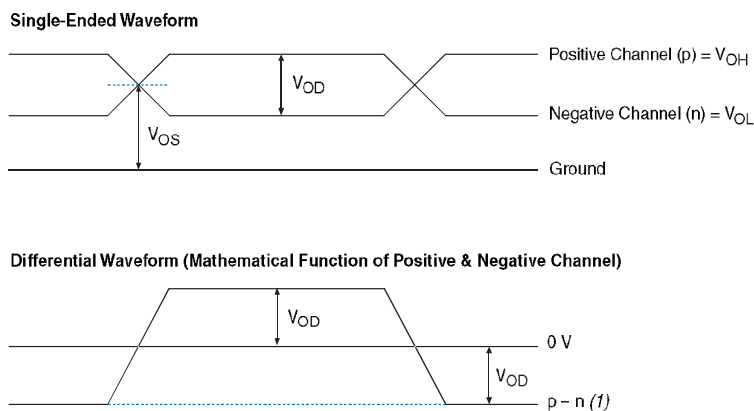 Single-Ended Waveform
Positive Channel (p) = VOH
VOD
Negative Channel (n) = VOL
VOS
Ground
Differential Waveform (Mathematical Function of Positive & Negative Channel)
VOD
0 V
VOD
p – n (1)